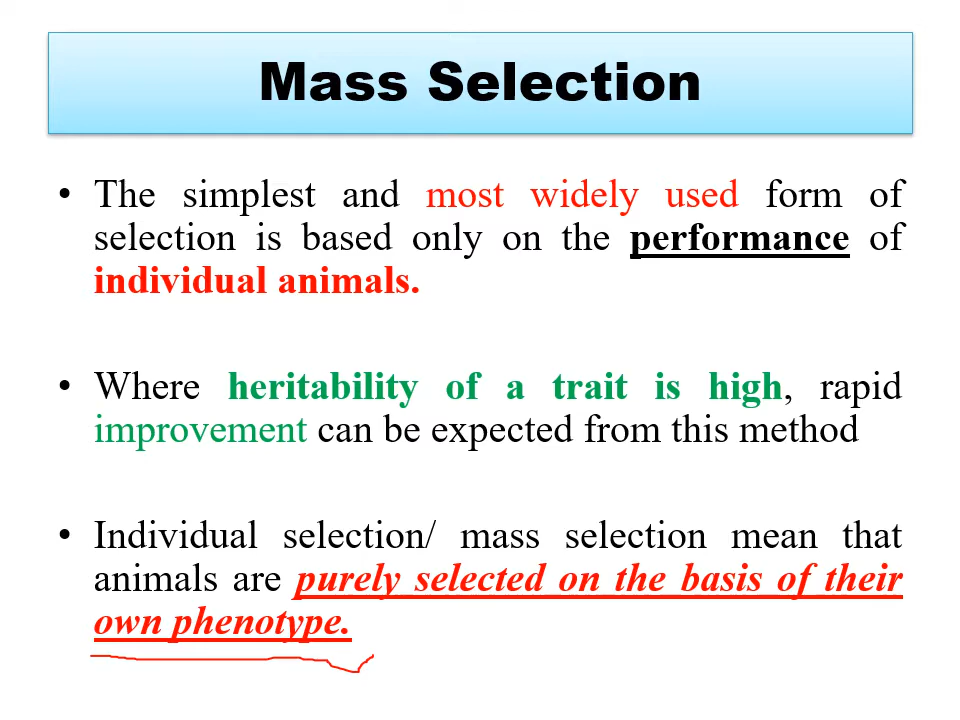 Mass Selection
• The simplest and most widely used form of
selection is based only on the performance of
individual animals.
• Where heritability of a trait is high, rapid
improvement can be expected from this method
• Individual selection/ mass selection mean that
animals are purely selected on the basis of their
own phenotype.